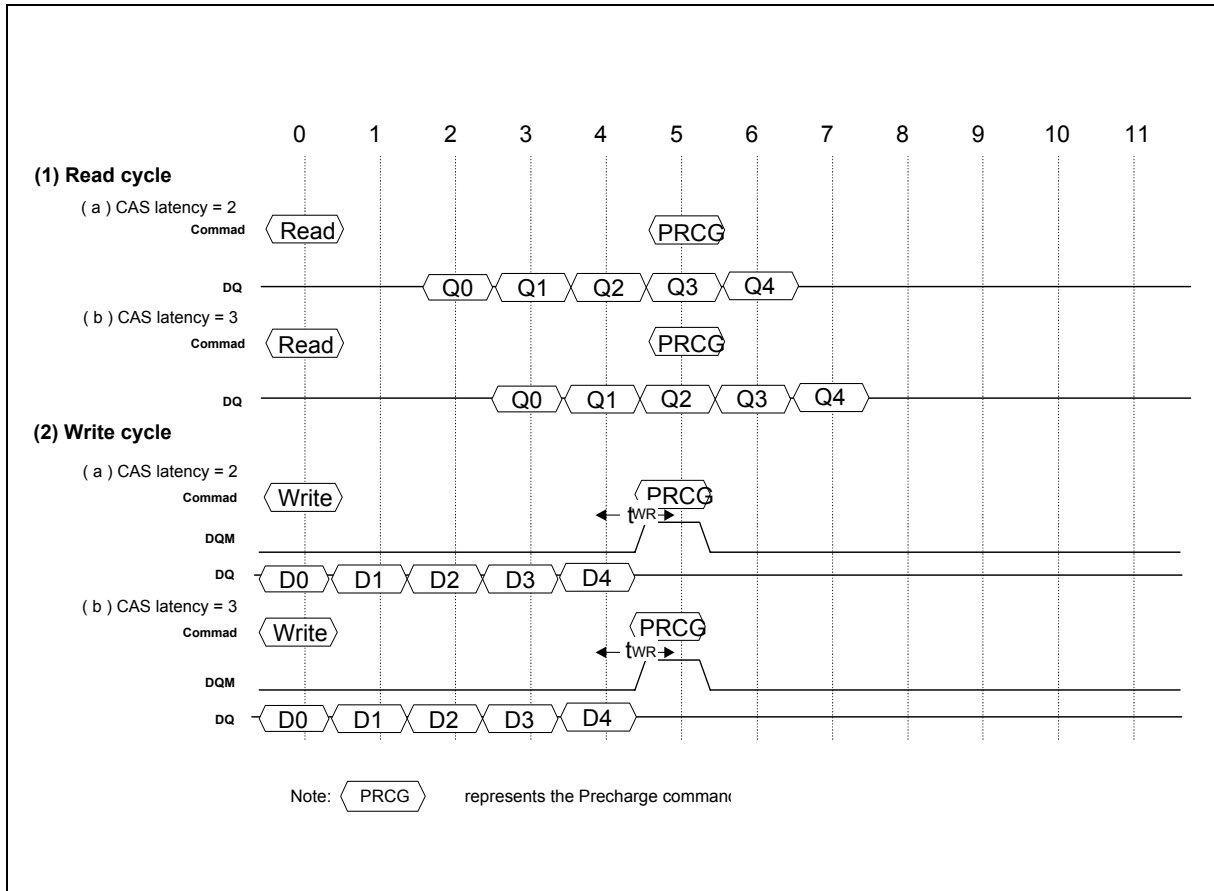 0 1 2 3 4 5 6 7 8 9 10 11
(1) Read cycle
( a ) CAS latency = 2
Commad Read PRCG
DQ Q0 Q1 Q2 Q3 Q4
( b ) CAS latency = 3
Commad Read PRCG
DQ Q0 Q1 Q2 Q3 Q4
(2) Write cycle
( a ) CAS latency = 2
Commad Write PRCG
tWR
DQM
DQ D0 D1 D2 D3 D4
( b ) CAS latency = 3
Commad Write PRCG
tWR
DQM
DQ D0 D1 D2 D3 D4
Note: PRCG represents the Precharge command